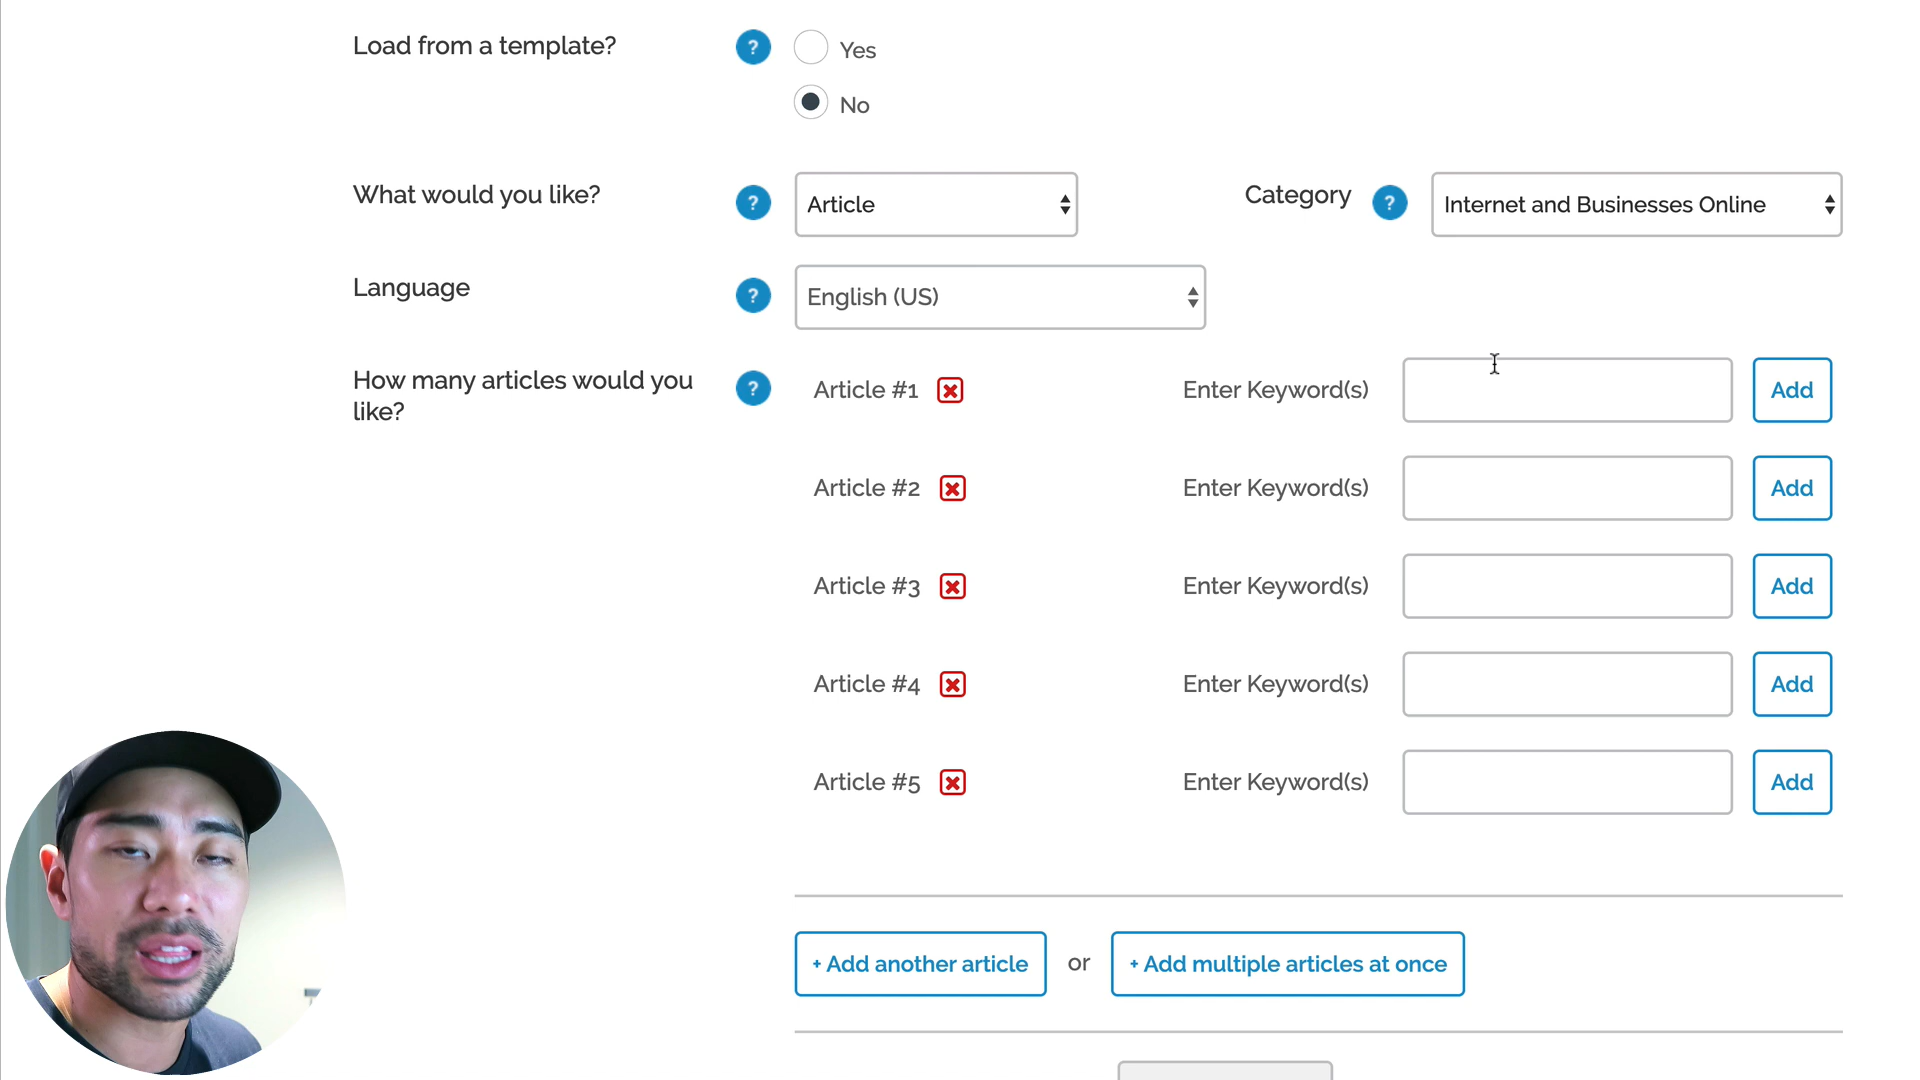 Load from a template? ? Yes
No
What would you like? ? Article Category ? Internet and Businesses Online
Language ? English (US)
How many articles would you like? ? Article #1 Enter Keyword(s) Add
Article #2 Enter Keyword(s) Add
Article #3 Enter Keyword(s) Add
Article #4 Enter Keyword(s) Add
Article #5 Enter Keyword(s) Add
+ Add another article or + Add multiple articles at once